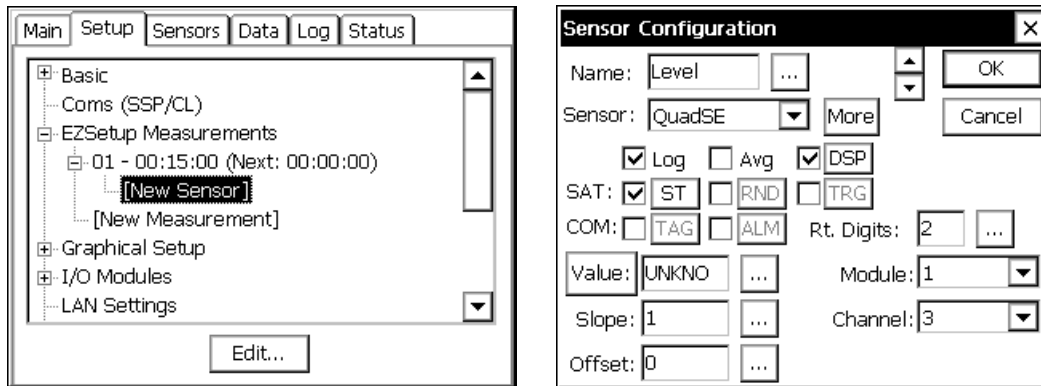 Main Setup Sensors Data Log Status
Basic
Coms (SSP/CL)
EZSetup Measurements
01 - 00:15:00 (Next: 00:00:00)
[New Sensor]
[New Measurement]
Graphical Setup
I/O Modules
LAN Settings
Edit...
Sensor Configuration
Name: Level ... OK
Sensor: QuadSE More Cancel
Log Avg DSP
SAT: ST RND TRG
COM: TAG ALM Rt. Digits: 2 ...
Value: UNKNO ... Module: 1
Slope: 1 ... Channel: 3
Offset: 0 ...